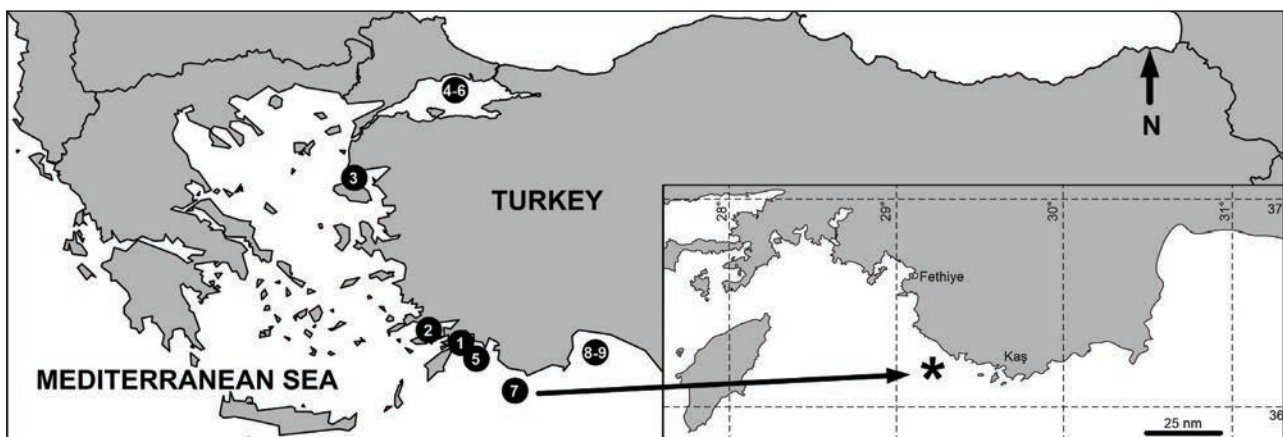 4-6
N
3
TURKEY
28°
29°
30°
31°
37
Fethiye
2
1
5
8-9
Kaş
MEDITERRANEAN SEA
7
*
36
25 nm